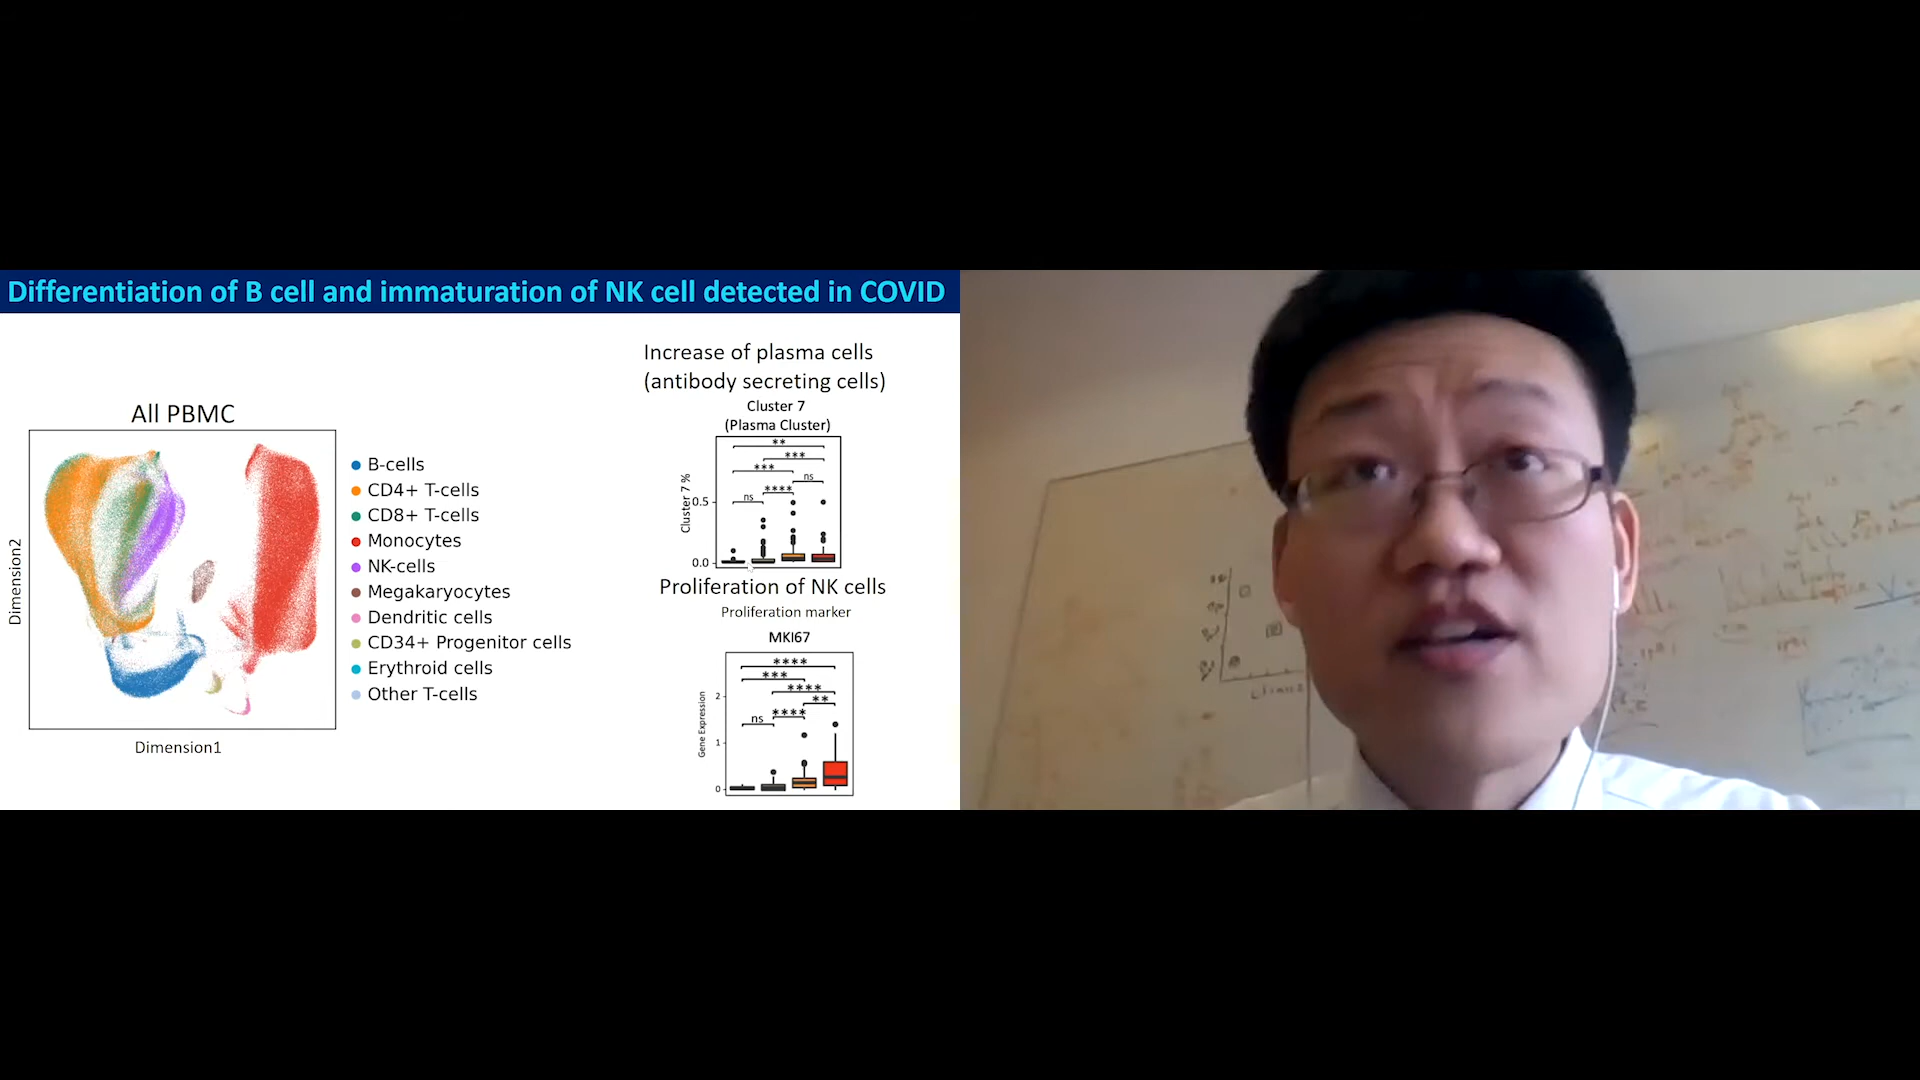 Differentiation of B cell and immaturation of NK cell detected in COVID
All PBMC
Dimension2
Dimension1
B-cells
CD4+ T-cells
CD8+ T-cells
Monocytes
NK-cells
Megakaryocytes
Dendritic cells
CD34+ Progenitor cells
Erythroid cells
Other T-cells
Increase of plasma cells
(antibody secreting cells)
Cluster 7
(Plasma Cluster)
**
***
***
ns
****
ns
Cluster 7 %
0.5
0.0
Proliferation of NK cells
Proliferation marker
MKI67
****
***
****
**
****
ns
Gene Expression
2
1
0